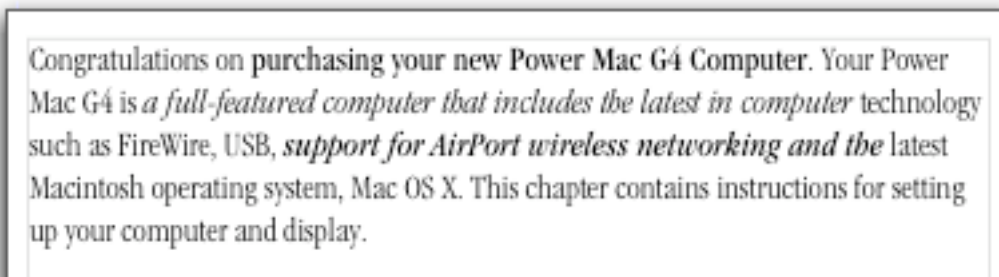 Congratulations on purchasing your new Power Mac G4 Computer. Your Power
Mac G4 is a full-featured computer that includes the latest in computer technology
such as FireWire, USB, support for AirPort wireless networking and the latest
Macintosh operating system, Mac OS X. This chapter contains instructions for setting
up your computer and display.